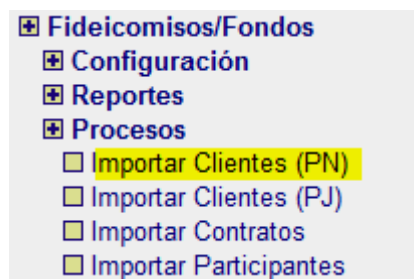 Fideicomisos/Fondos
Configuración
Reportes
Procesos
Importar Clientes (PN)
Importar Clientes (PJ)
Importar Contratos
Importar Participantes